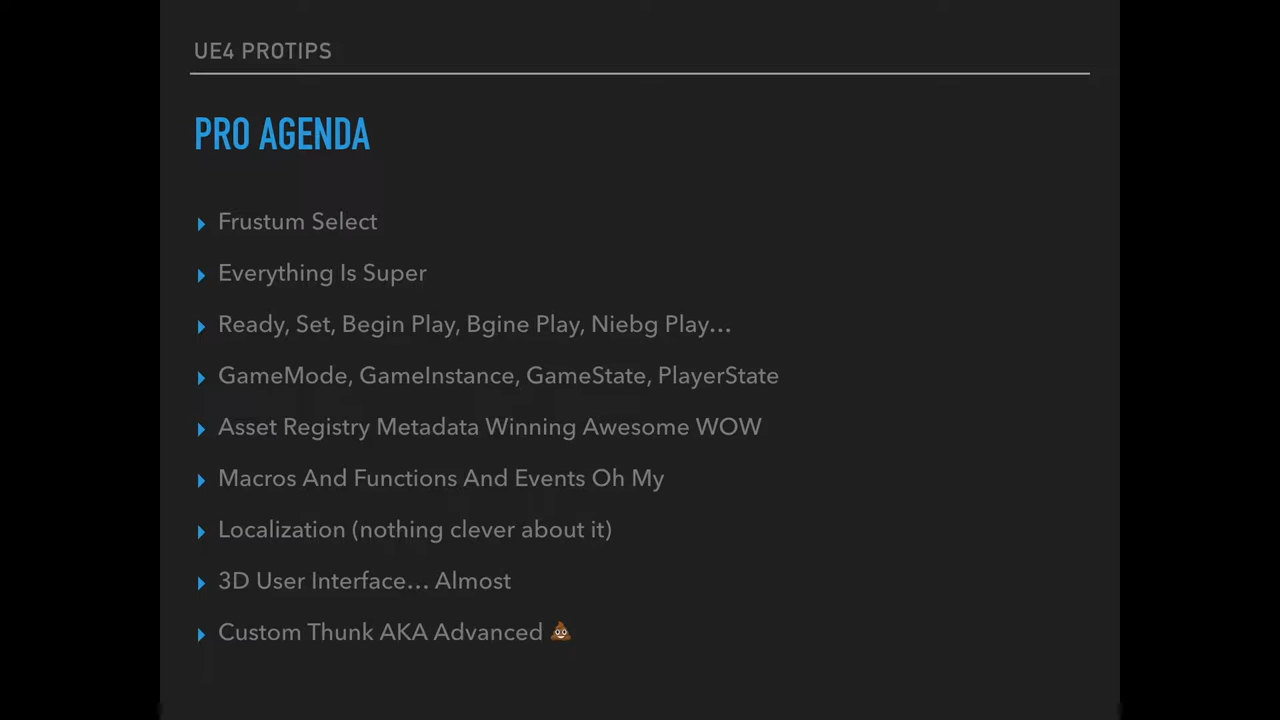 UE4 PROTIPS
PRO AGENDA
Frustum Select
Everything Is Super
Ready, Set, Begin Play, Bgine Play, Niebg Play…
GameMode, GameInstance, GameState, PlayerState
Asset Registry Metadata Winning Awesome WOW
Macros And Functions And Events Oh My
Localization (nothing clever about it)
3D User Interface… Almost
Custom Thunk AKA Advanced 💩